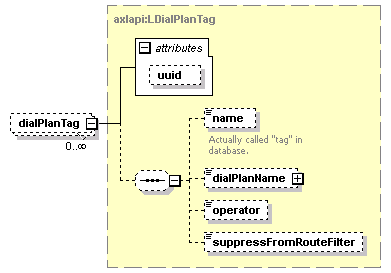 axlapi:LDialPlanTag
attributes
uuid
dialPlanTag
0..∞
name
Actually called "tag" in
database.
dialPlanName
operator
suppressFromRouteFilter